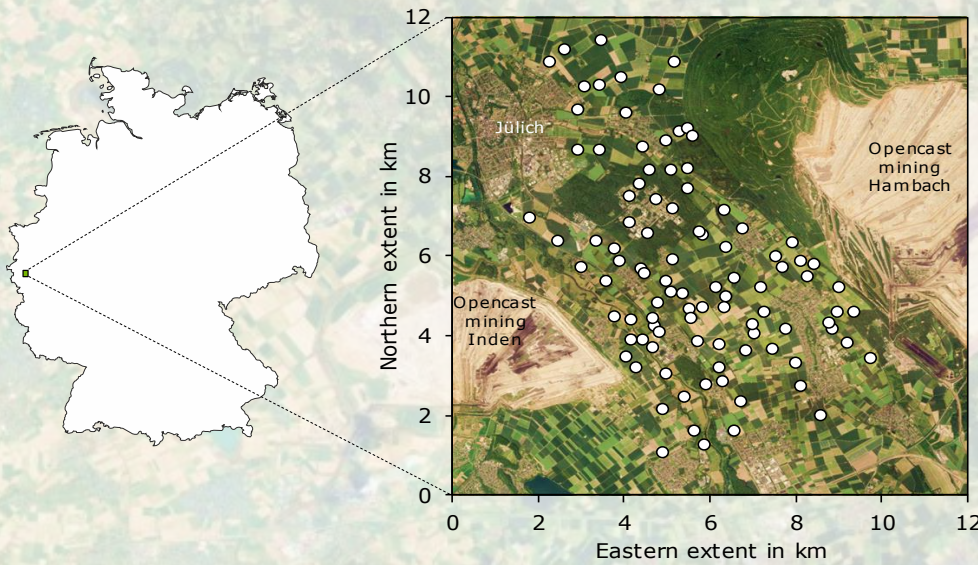 12
10
8
6
4
2
0
Northern extent in km
Jülich
Opencast
mining
Hambach
Opencast
mining
Inden
0 2 4 6 8 10 12
Eastern extent in km